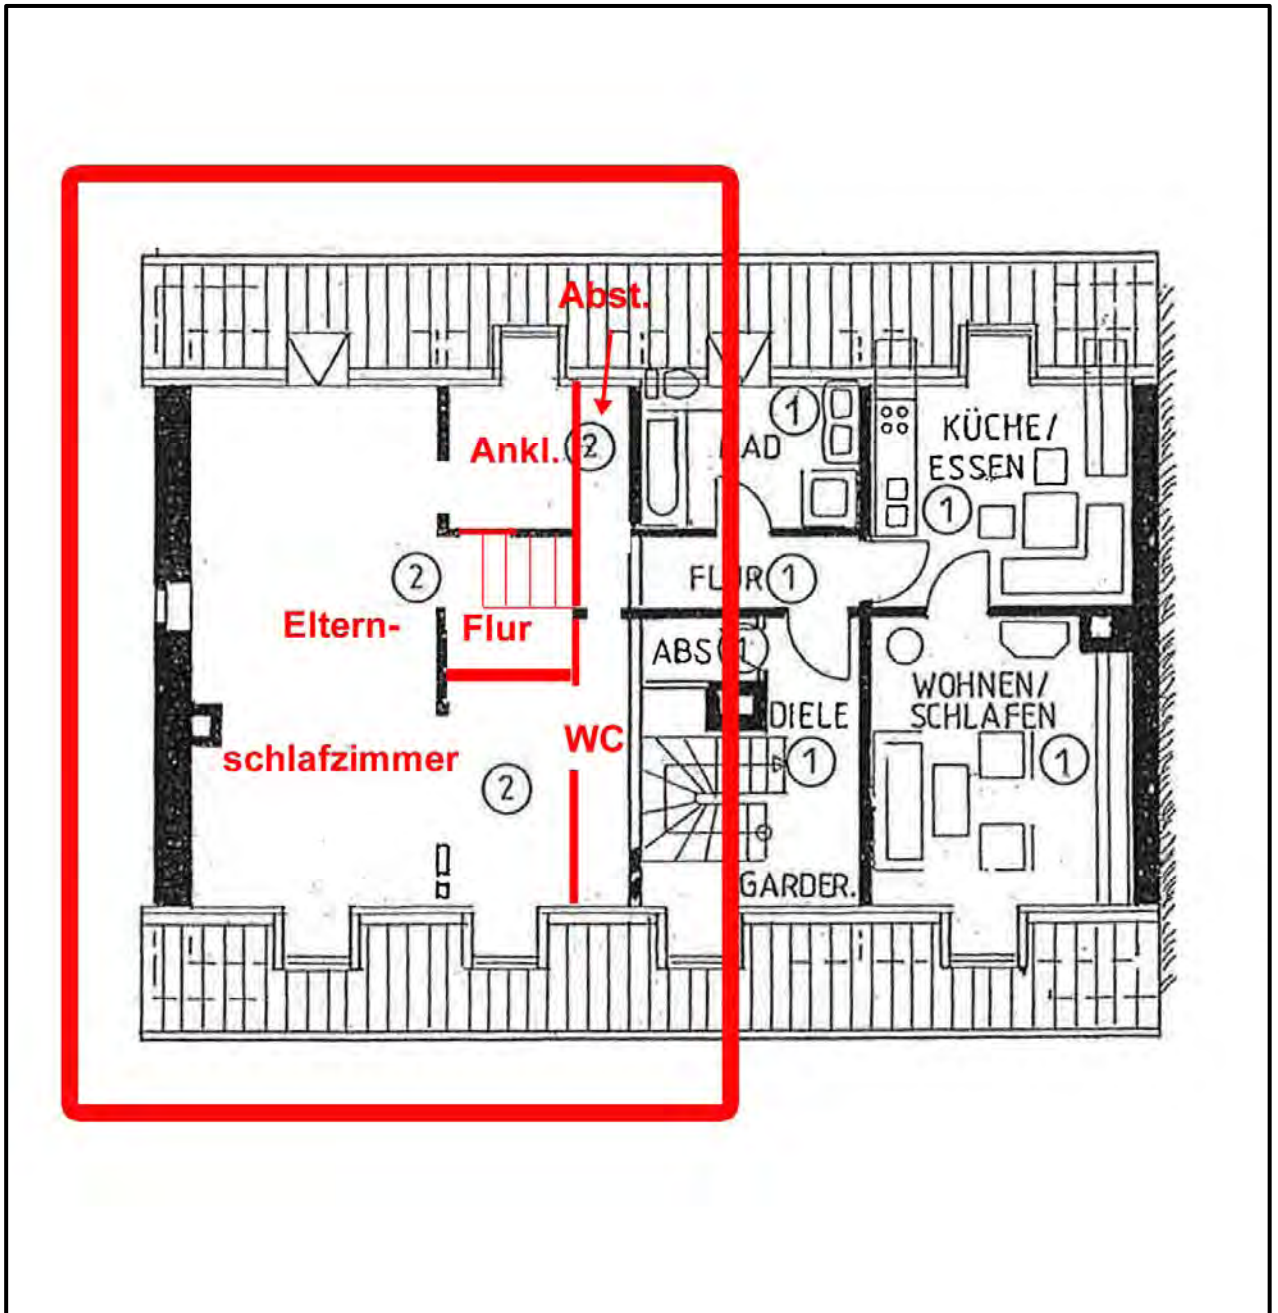 Abst.
1
KÜCHE/
ESSEN
Ankl.
2
BAD
1
2
FLUR
1
Eltern-
Flur
ABS
1
WOHNEN/
SCHLAFEN
DIELE
WC
schlafzimmer
1
1
2
GARDER.